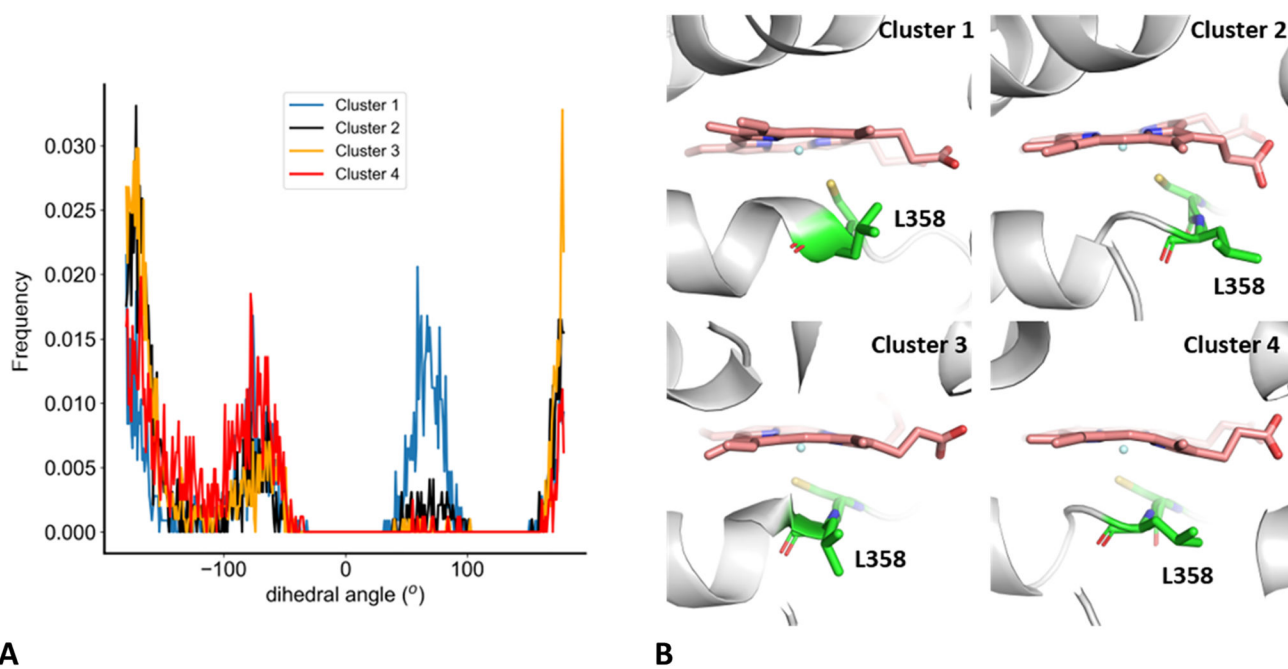 Cluster 1
Cluster 2
Cluster 3
Cluster 4
0.030
0.025
0.020
0.015
0.010
0.005
0.000
Frequency
−100
0
100
dihedral angle (°)
A
Cluster 1
L358
Cluster 2
L358
Cluster 3
L358
Cluster 4
L358
B